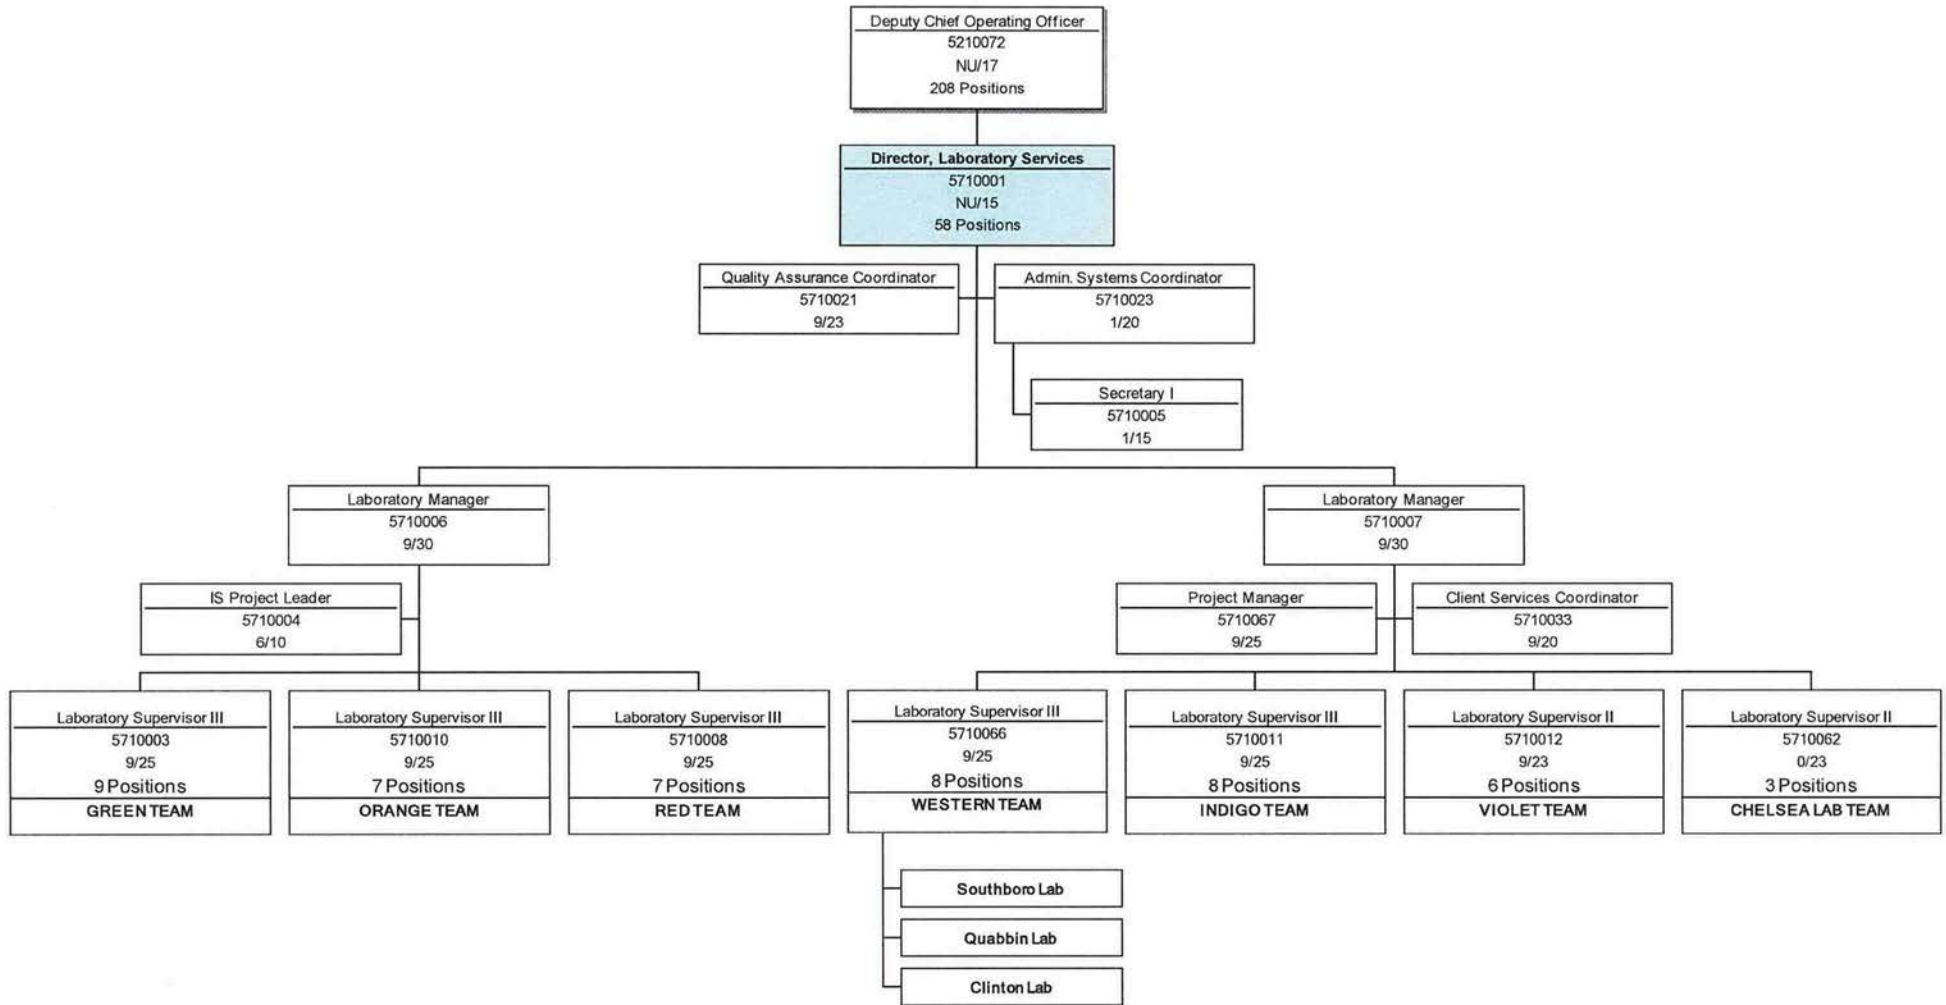 Deputy Chief Operating Officer
5210072
NU/17
208 Positions
Director, Laboratory Services
5710001
NU/15
58 Positions
Quality Assurance Coordinator
5710021
9/23
Admin. Systems Coordinator
5710023
1/20
Secretary I
5710005
1/15
Laboratory Manager
5710006
9/30
Laboratory Manager
5710007
9/30
IS Project Leader
5710004
6/10
Project Manager
5710067
9/25
Client Services Coordinator
5710033
9/20
Laboratory Supervisor III
5710003
9/25
9 Positions
GREEN TEAM
Laboratory Supervisor III
5710010
9/25
7 Positions
ORANGE TEAM
Laboratory Supervisor III
5710008
9/25
7 Positions
RED TEAM
Laboratory Supervisor III
5710066
9/25
8 Positions
WESTERN TEAM
Laboratory Supervisor III
5710011
9/25
8 Positions
INDIGO TEAM
Laboratory Supervisor II
5710012
9/23
6 Positions
VIOLET TEAM
Laboratory Supervisor II
5710062
0/23
3 Positions
CHELSEA LAB TEAM
Southboro Lab
Quabbin Lab
Clinton Lab